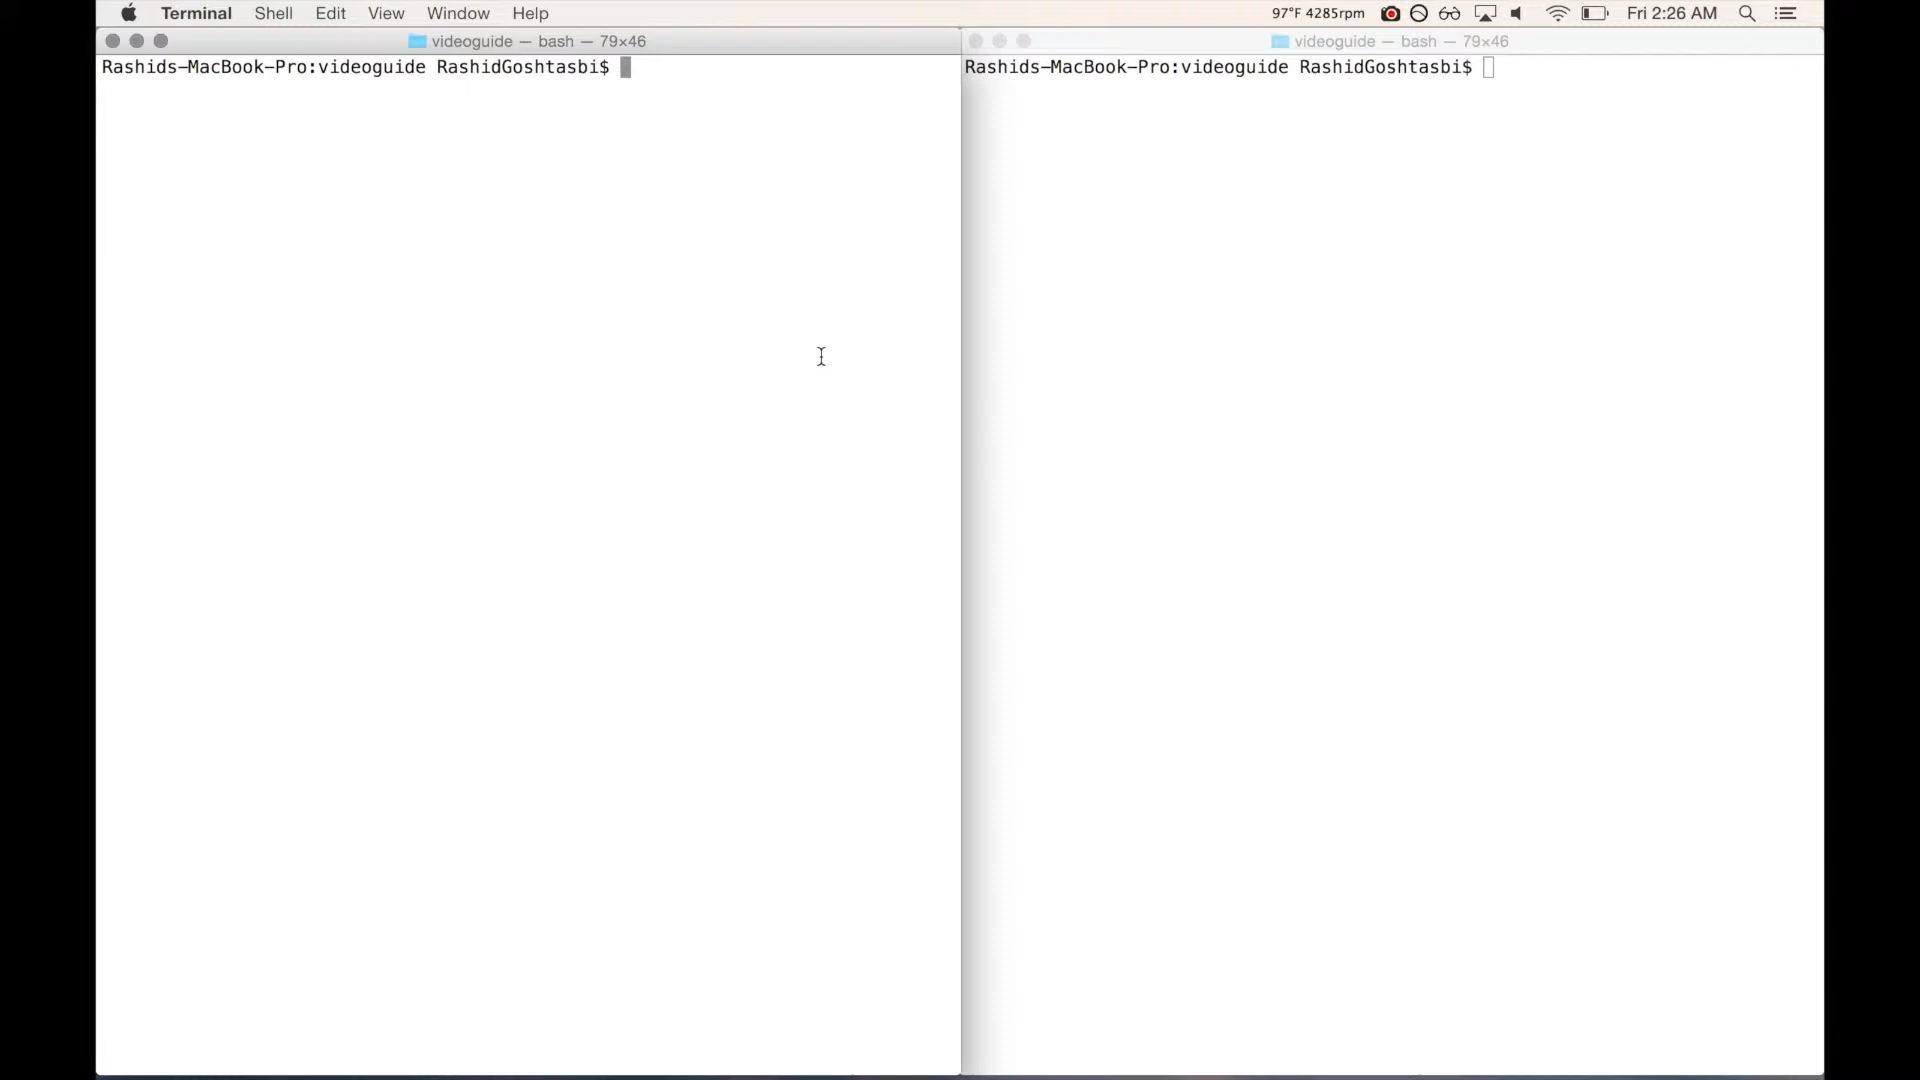 Terminal Shell Edit View Window Help 97°F 4285rpm Fri 2:26 AM
videoguide — bash — 79×46
Rashids-MacBook-Pro:videoguide RashidGoshtasbi$
videoguide — bash — 79×46
Rashids-MacBook-Pro:videoguide RashidGoshtasbi$